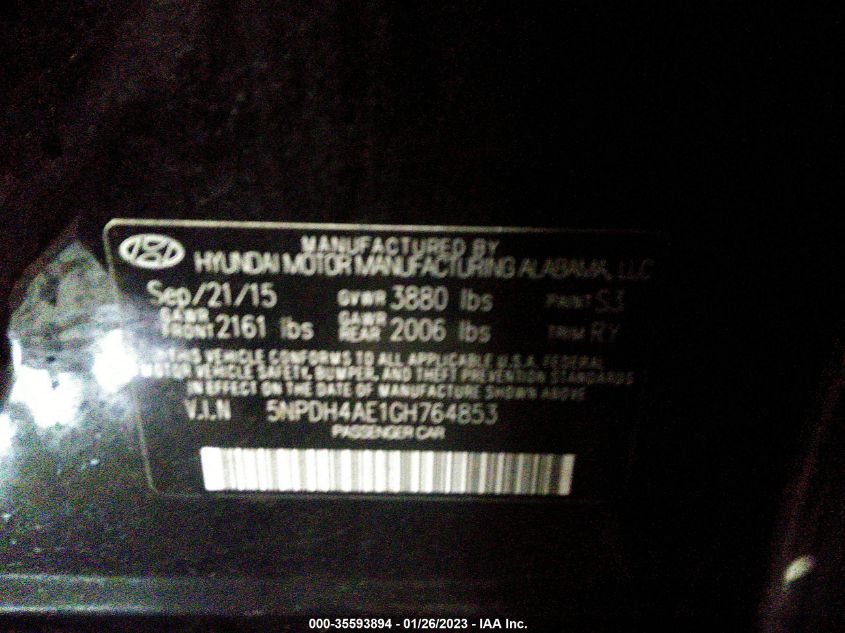 MANUFACTURED BY
HYUNDAI MOTOR MANUFACTURING ALABAMA, LLC
Sep/21/15 GVWR 3880 lbs PAINT S3
GAWR FRONT 2161 lbs GAWR REAR 2006 lbs TRIM RY
THIS VEHICLE CONFORMS TO ALL APPLICABLE U.S.A. FEDERAL
MOTOR VEHICLE SAFETY, BUMPER, AND THEFT PREVENTION STANDARDS
IN EFFECT ON THE DATE OF MANUFACTURE SHOWN ABOVE
V.I.N 5NPDH4AE1GH764853
PASSENGER CAR
000-35593894 - 01/26/2023 - IAA Inc.